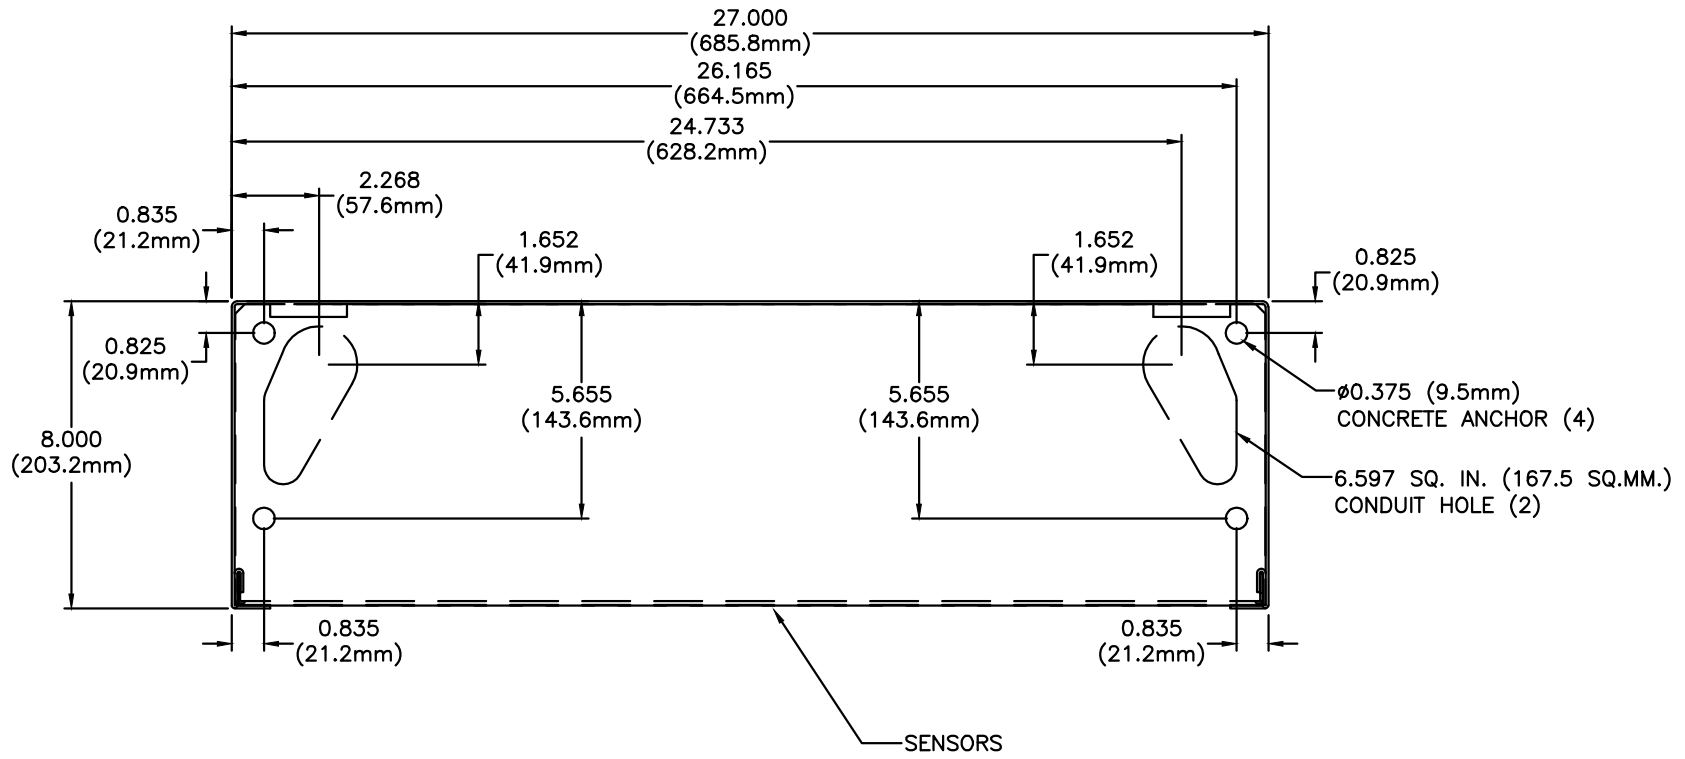 27.000
(685.8mm)
26.165
(664.5mm)
24.733
(628.2mm)
2.268
(57.6mm)
0.835
(21.2mm)
1.652
(41.9mm)
1.652
(41.9mm)
0.825
(20.9mm)
0.825
(20.9mm)
5.655
(143.6mm)
5.655
(143.6mm)
ø0.375 (9.5mm)
CONCRETE ANCHOR (4)
8.000
(203.2mm)
6.597 SQ. IN. (167.5 SQ.MM.)
CONDUIT HOLE (2)
0.835
(21.2mm)
0.835
(21.2mm)
SENSORS